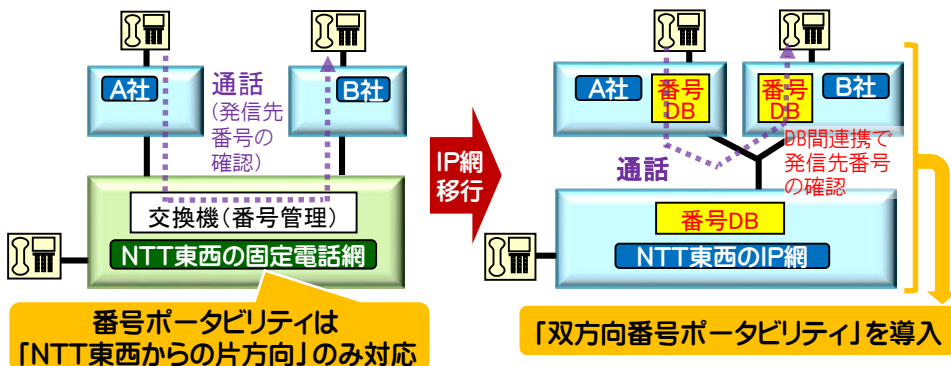 A社
通話
(発信先
番号の
確認)
B社
交換機(番号管理)
NTT東西の固定電話網
番号ポータビリティは
「NTT東西からの片方向」のみ対応
IP網
移行
A社
番号
DB
番号
DB
B社
DB間連携で
発信先番号
の確認
通話
番号DB
NTT東西のIP網
「双方向番号ポータビリティ」を導入